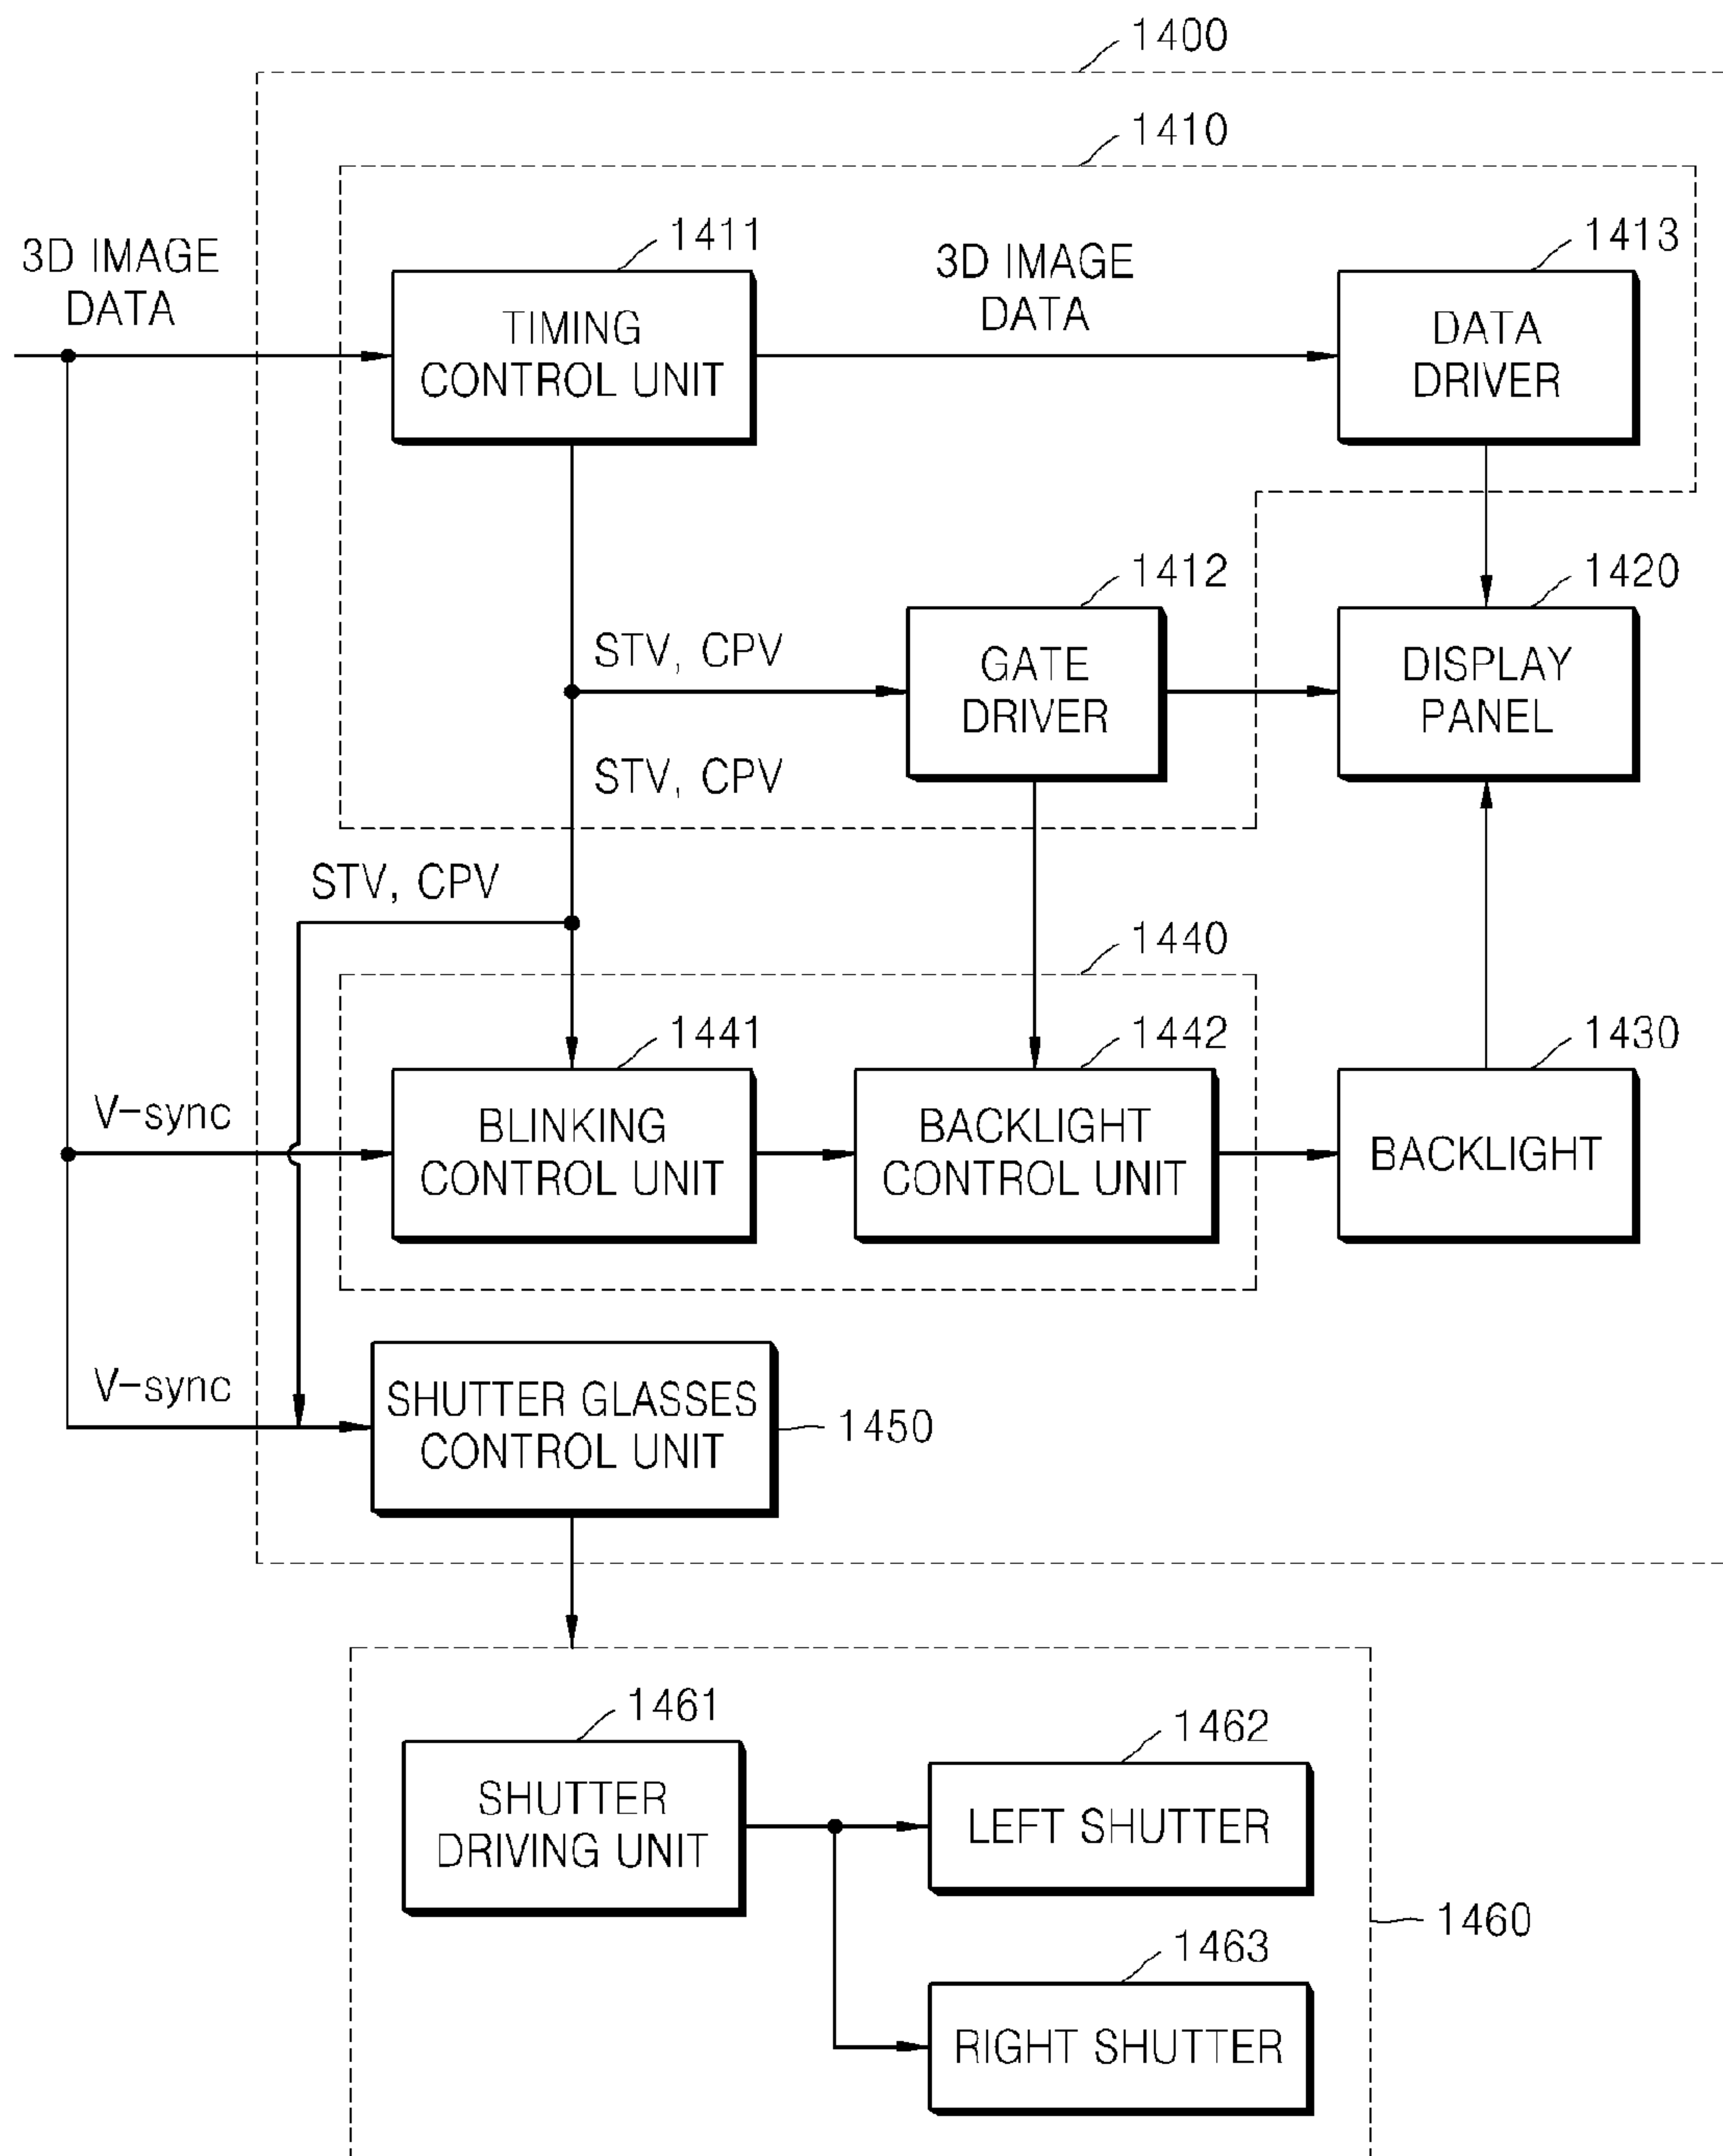 1400
1410
3D IMAGE
DATA
1411
TIMING
CONTROL UNIT
3D IMAGE
DATA
1413
DATA
DRIVER
STV, CPV
1412
GATE
DRIVER
1420
DISPLAY
PANEL
STV, CPV
STV, CPV
1440
V-sync
1441
BLINKING
CONTROL UNIT
1442
BACKLIGHT
CONTROL UNIT
1430
BACKLIGHT
V-sync
SHUTTER GLASSES
CONTROL UNIT
1450
1461
SHUTTER
DRIVING UNIT
1462
LEFT SHUTTER
1460
1463
RIGHT SHUTTER